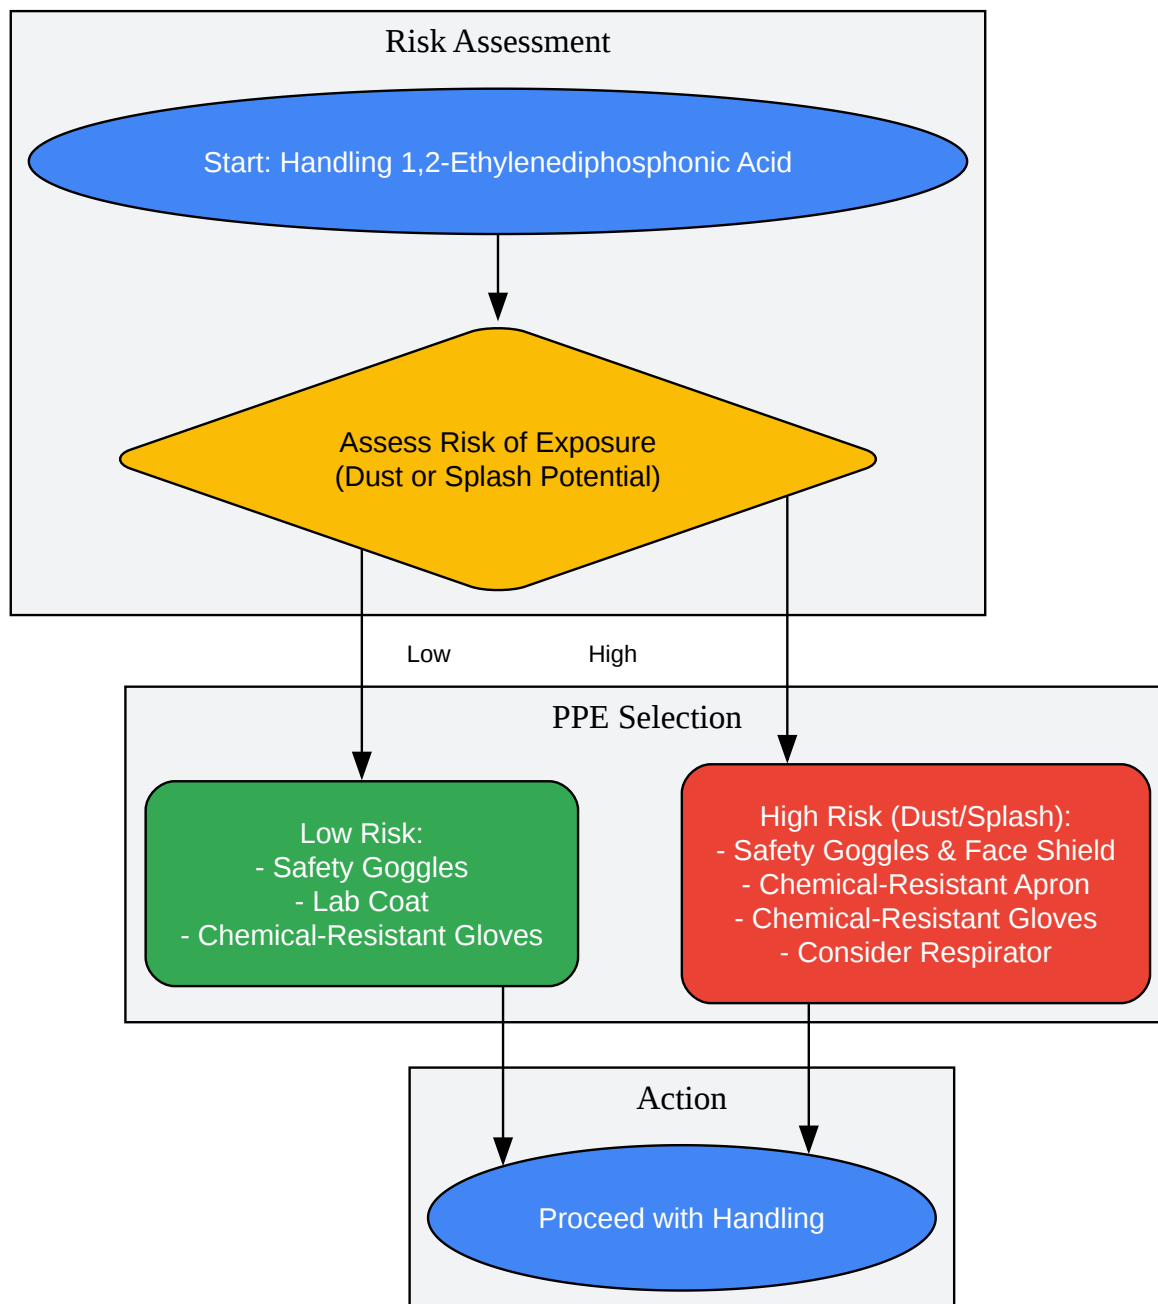 Risk Assessment
Start: Handling 1,2-Ethylenediphosphonic Acid
Assess Risk of Exposure
(Dust or Splash Potential)
Low
High
PPE Selection
Low Risk:
- Safety Goggles
- Lab Coat
- Chemical-Resistant Gloves
High Risk (Dust/Splash):
- Safety Goggles & Face Shield
- Chemical-Resistant Apron
- Chemical-Resistant Gloves
- Consider Respirator
Action
Proceed with Handling